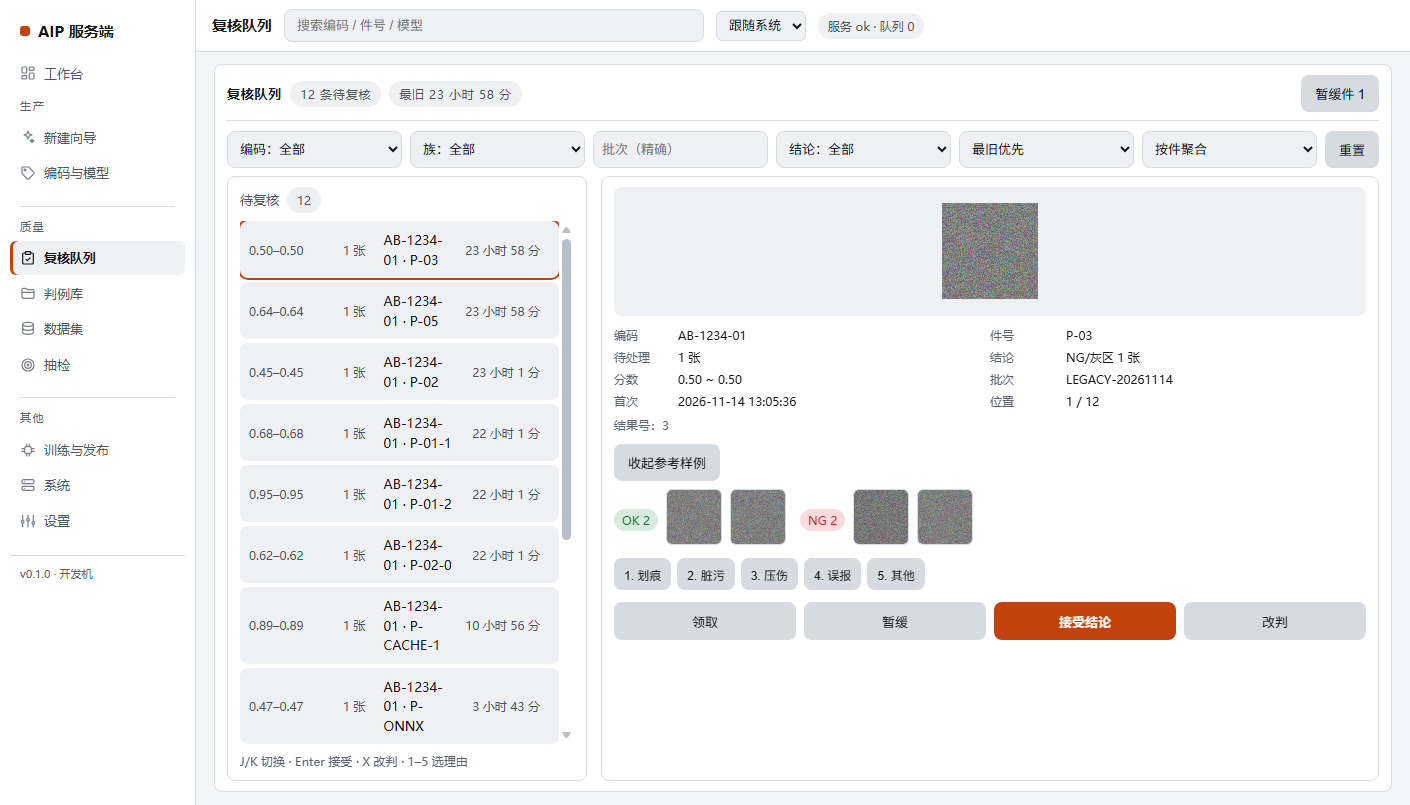 AIP 服务端
工作台
生产
新建向导
编码与模型
质量
复核队列
判例库
数据集
抽检
其他
训练与发布
系统
设置
v0.1.0 · 开发机
复核队列
搜索编码 / 件号 / 模型
跟随系统
服务 ok · 队列 0
复核队列
12 条待复核
最旧 23 小时 58 分
暂缓件 1
编码：全部
族：全部
批次（精确）
结论：全部
最旧优先
按件聚合
重置
待复核 12
0.50–0.50 1 张 AB-1234-01 · P-03 23 小时 58 分
0.64–0.64 1 张 AB-1234-01 · P-05 23 小时 58 分
0.45–0.45 1 张 AB-1234-01 · P-02 23 小时 1 分
0.68–0.68 1 张 AB-1234-01 · P-01-1 22 小时 1 分
0.95–0.95 1 张 AB-1234-01 · P-01-2 22 小时 1 分
0.62–0.62 1 张 AB-1234-01 · P-02-0 22 小时 1 分
0.89–0.89 1 张 AB-1234-01 · P-CACHE-1 10 小时 56 分
0.47–0.47 1 张 AB-1234-01 · P-ONNX 3 小时 43 分
J/K 切换 · Enter 接受 · X 改判 · 1–5 选理由
编码 AB-1234-01 件号 P-03
待处理 1 张 结论 NG/灰区 1 张
分数 0.50 ~ 0.50 批次 LEGACY-20261114
首次 2026-11-14 13:05:36 位置 1 / 12
结果号：3
收起参考样例
OK 2
NG 2
1. 划痕
2. 脏污
3. 压伤
4. 误报
5. 其他
领取
暂缓
接受结论
改判